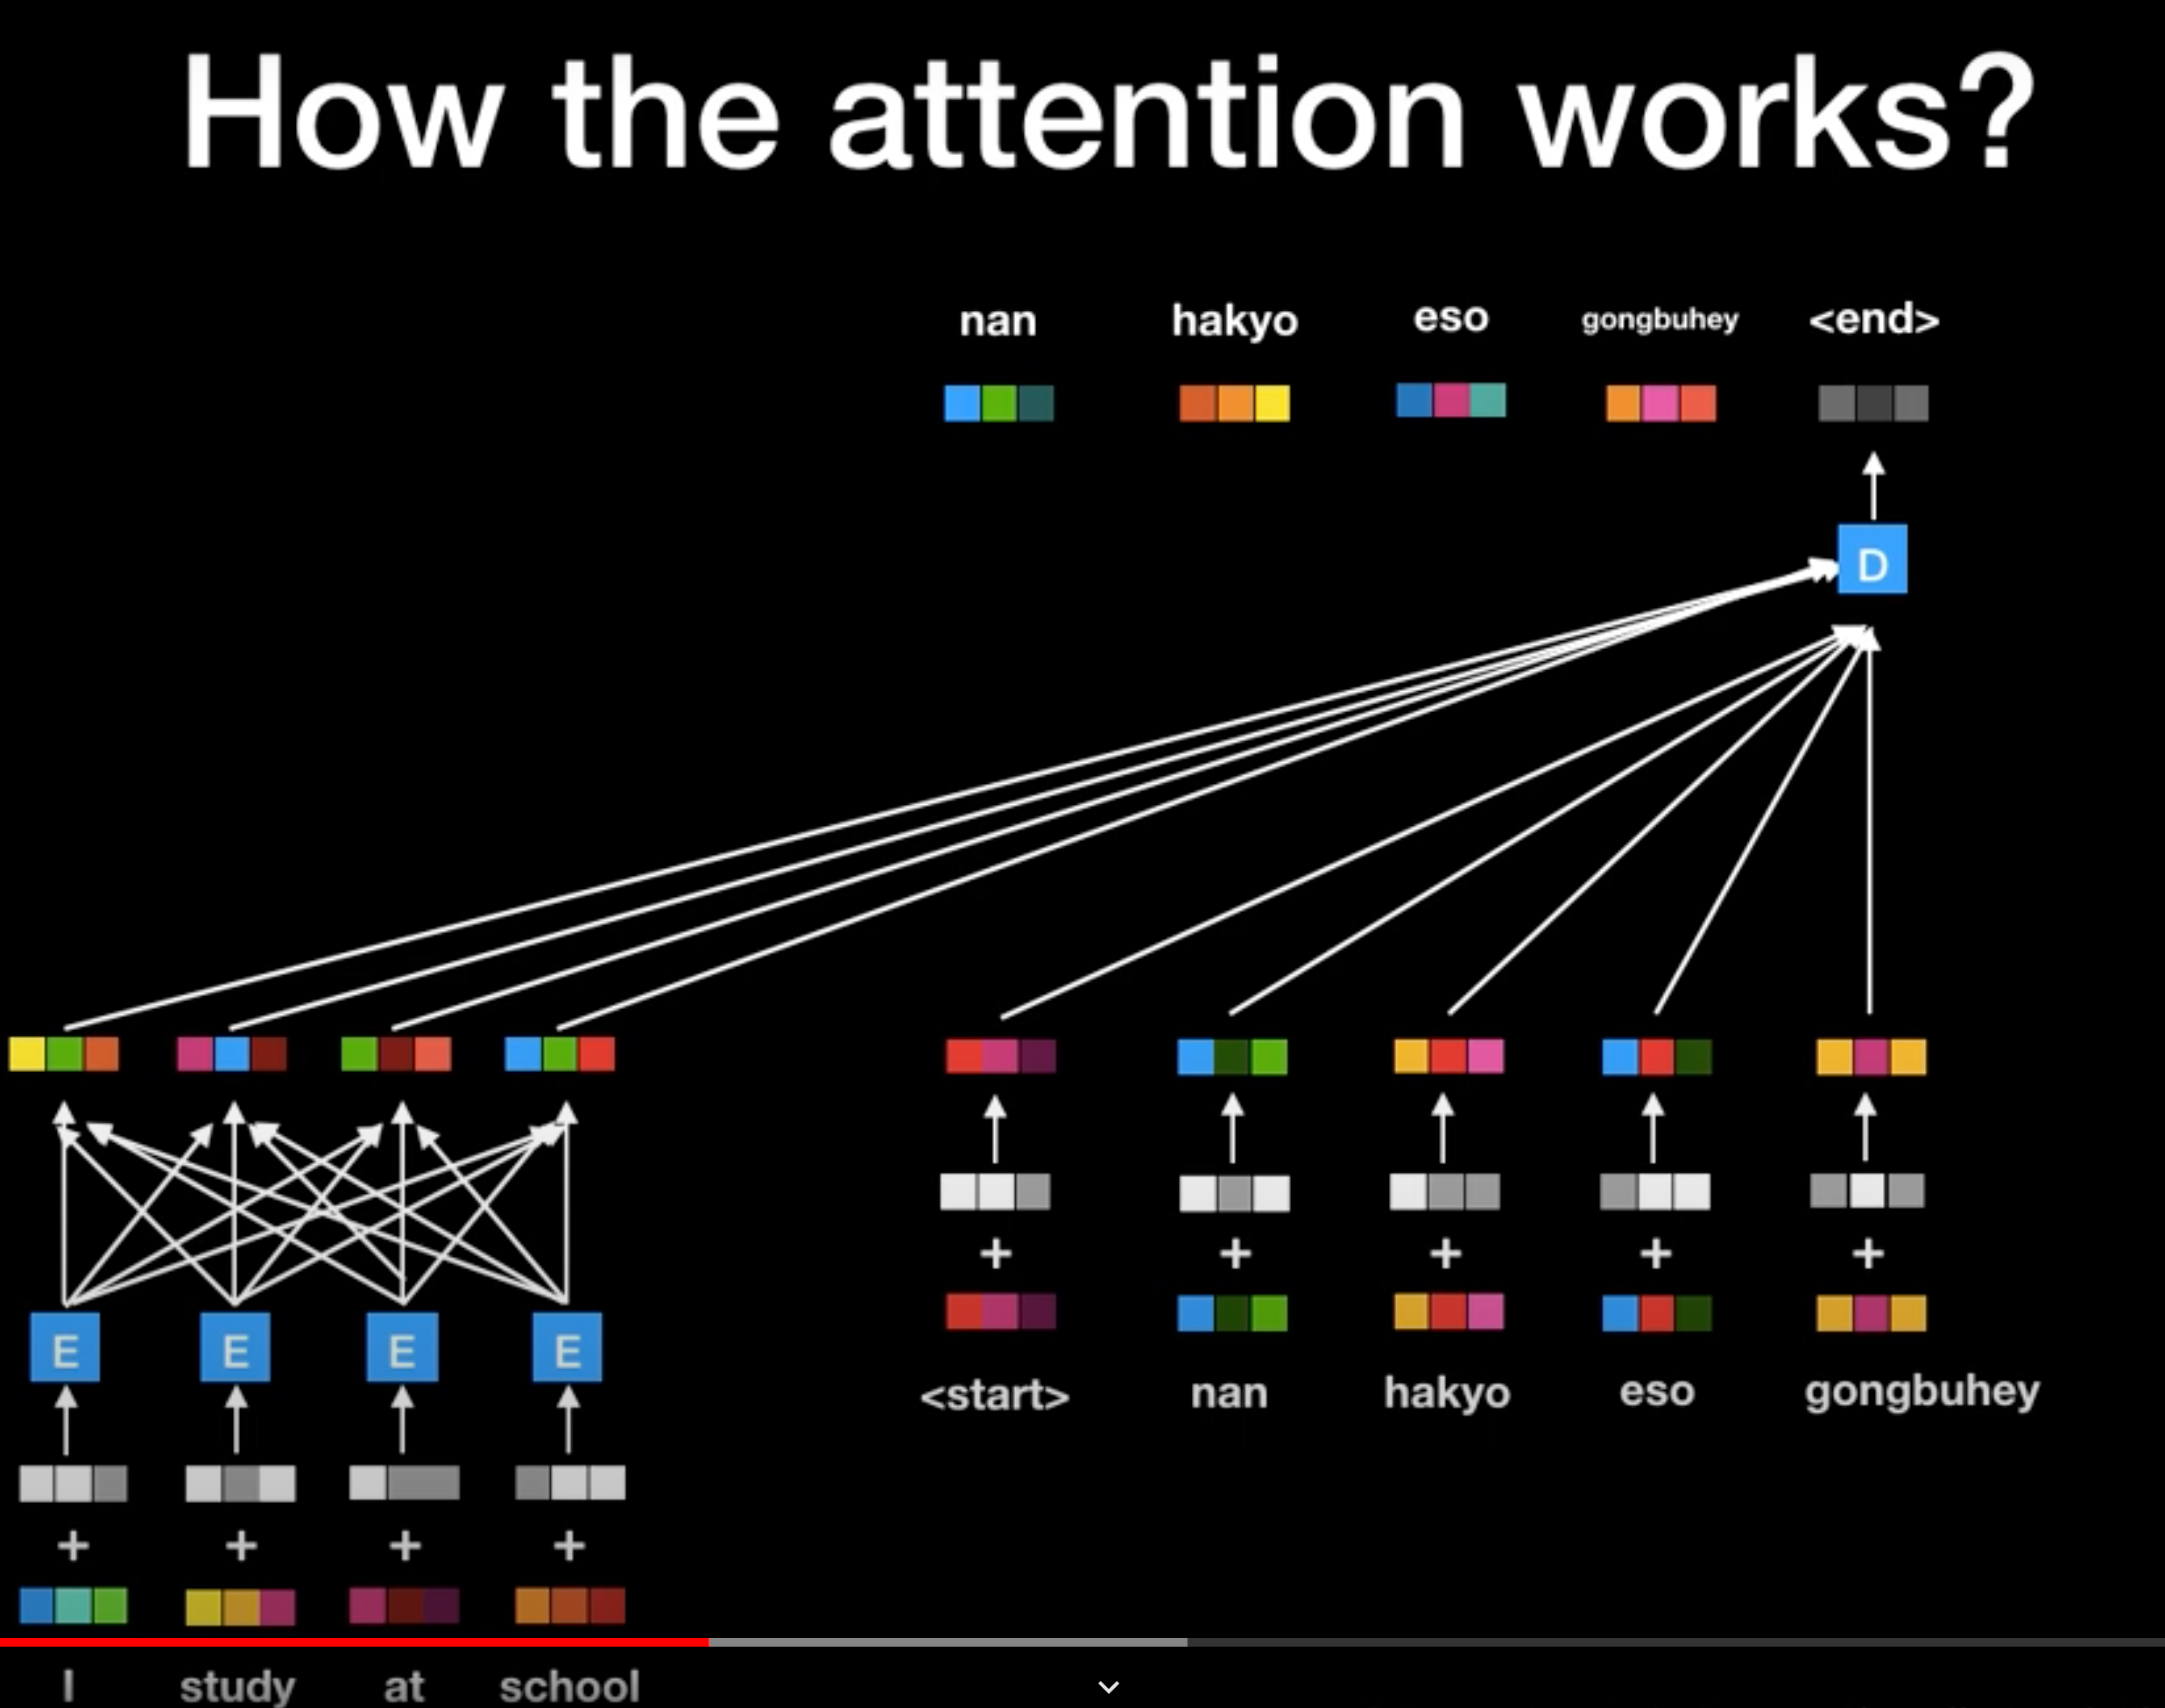 How the attention works?
nan hakyo eso gongbuhey <end>
D
E E E E
+ + + + +
<start> nan hakyo eso gongbuhey
+ + + +
I study at school